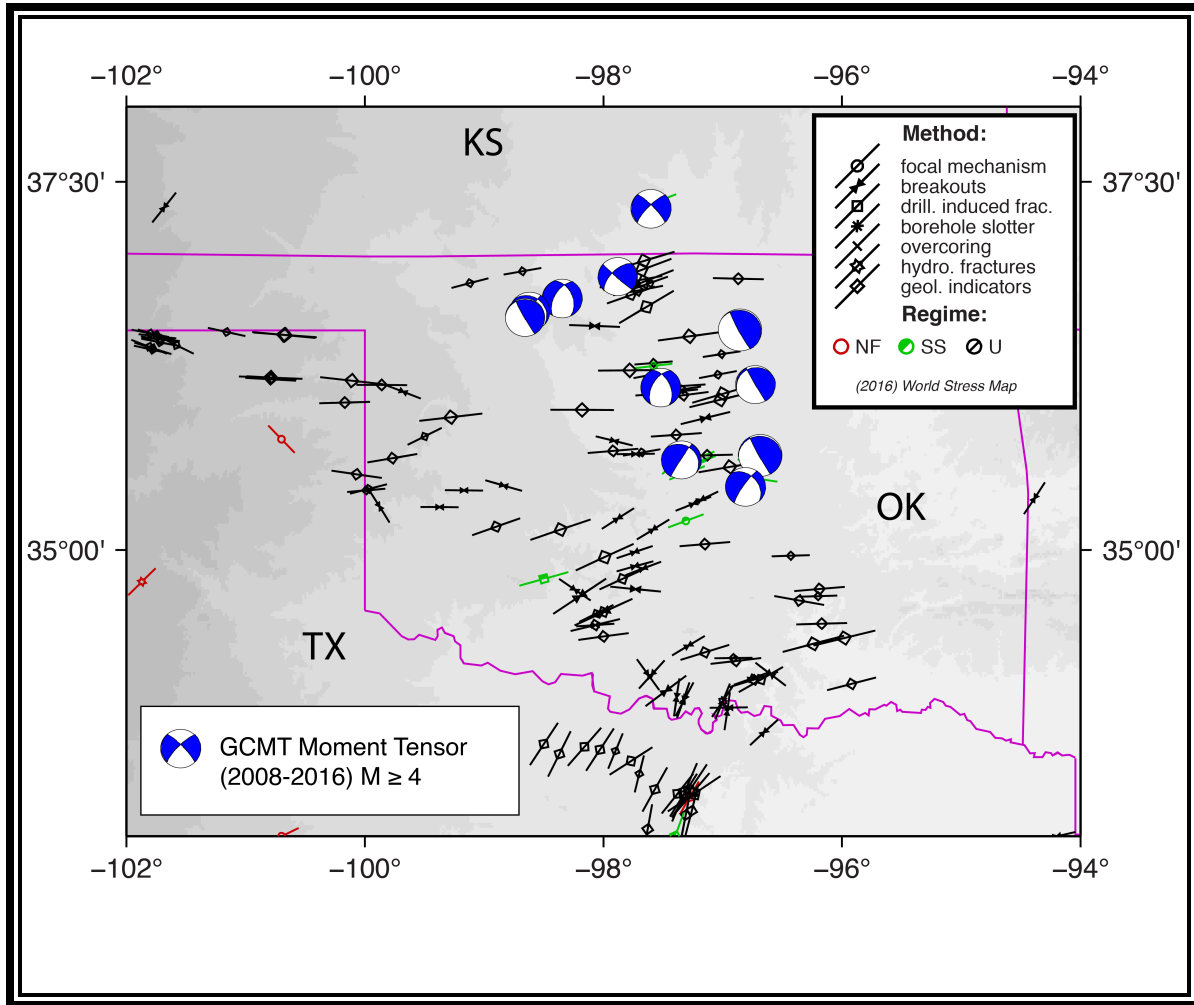 −102° −100° −98° −96° −94°
KS
Method:
37°30' 37°30'
focal mechanism
breakouts
drill. induced frac.
borehole slotter
overcoring
hydro. fractures
geol. indicators
Regime:
NF SS U
(2016) World Stress Map
OK
35°00' 35°00'
TX
GCMT Moment Tensor
(2008-2016) M ≥ 4
−102° −100° −98° −96° −94°